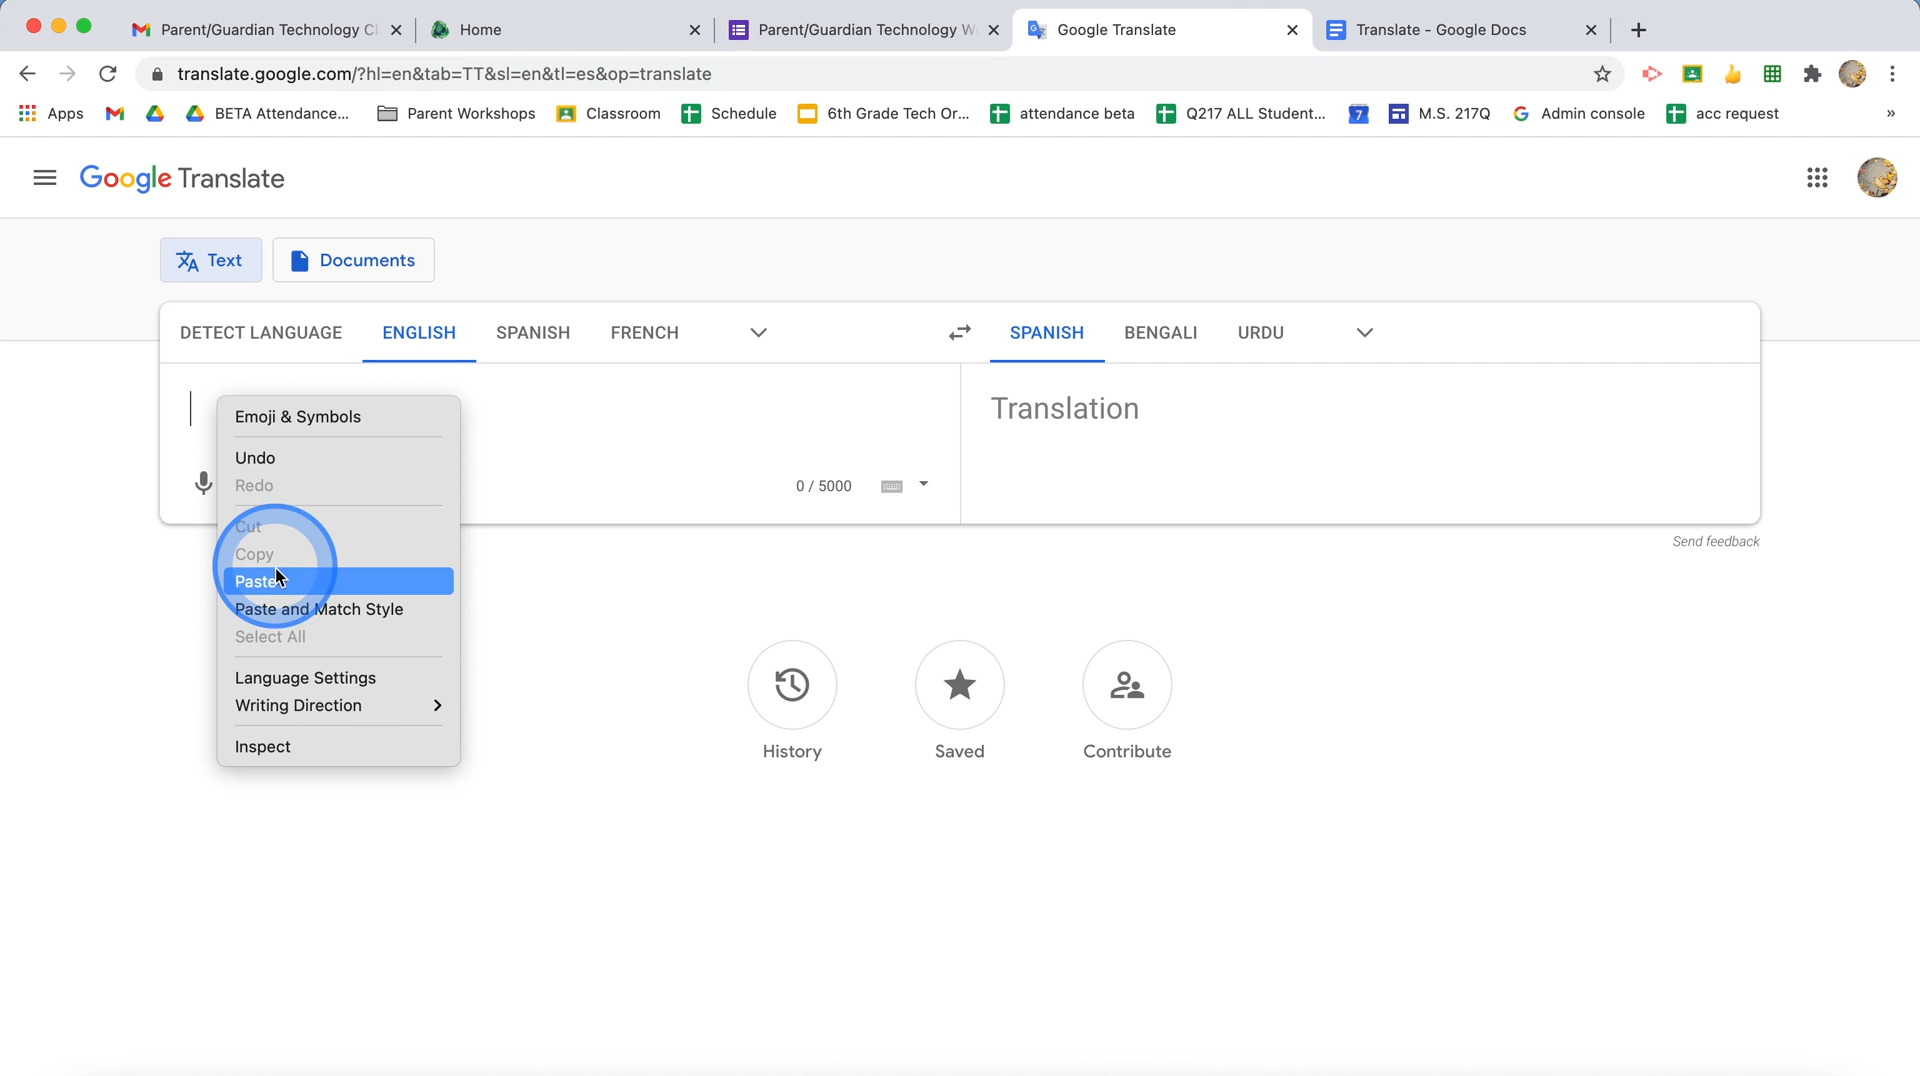 Parent/Guardian Technology Cl
Home
Parent/Guardian Technology W
Google Translate
Translate - Google Docs
translate.google.com/?hl=en&tab=TT&sl=en&tl=es&op=translate
Apps
BETA Attendance...
Parent Workshops
Classroom
Schedule
6th Grade Tech Or...
attendance beta
Q217 ALL Student...
7
M.S. 217Q
Admin console
acc request
»
Google Translate
Text
Documents
DETECT LANGUAGE
ENGLISH
SPANISH
FRENCH
SPANISH
BENGALI
URDU
Translation
0 / 5000
Emoji & Symbols
Undo
Redo
Cut
Copy
Paste
Paste and Match Style
Select All
Language Settings
Writing Direction
Inspect
Send feedback
History
Saved
Contribute